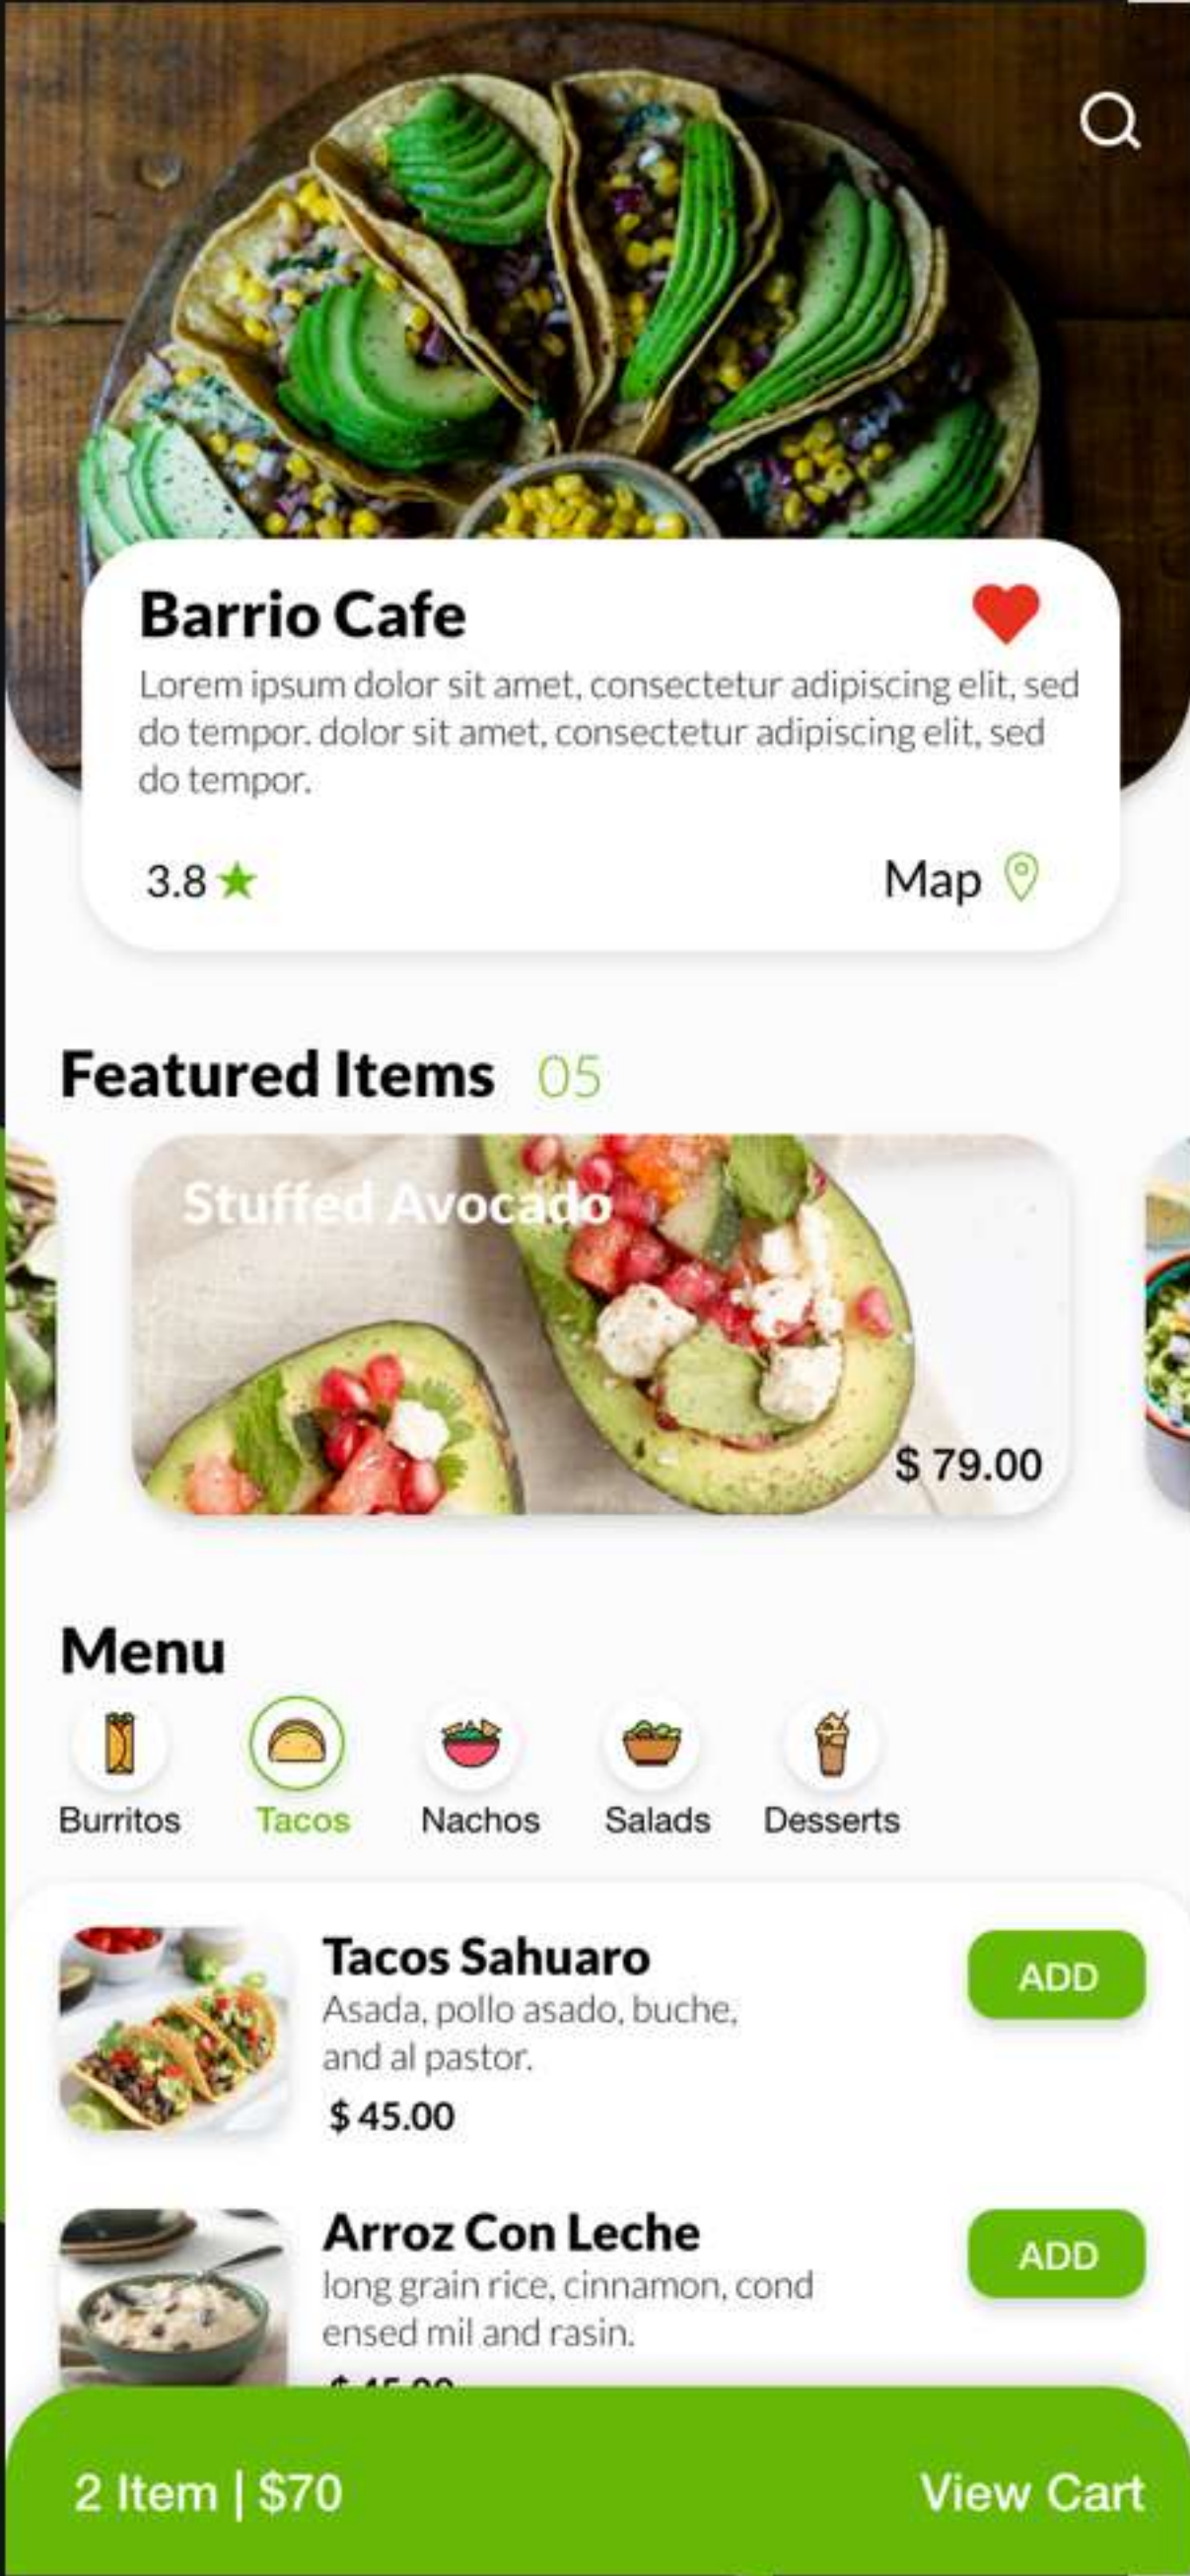 Barrio Cafe
Lorem ipsum dolor sit amet, consectetur adipiscing elit, sed
do tempor. dolor sit amet, consectetur adipiscing elit, sed
do tempor.
3.8
Map
Featured Items 05
Stuffed Avocado
$ 79.00
Menu
Burritos
Tacos
Nachos
Salads
Desserts
Tacos Sahuaro
ADD
Asada, pollo asado, buche,
and al pastor.
$ 45.00
Arroz Con Leche
ADD
long grain rice, cinnamon, cond
ensed mil and rasin.
2 Item | $70
View Cart